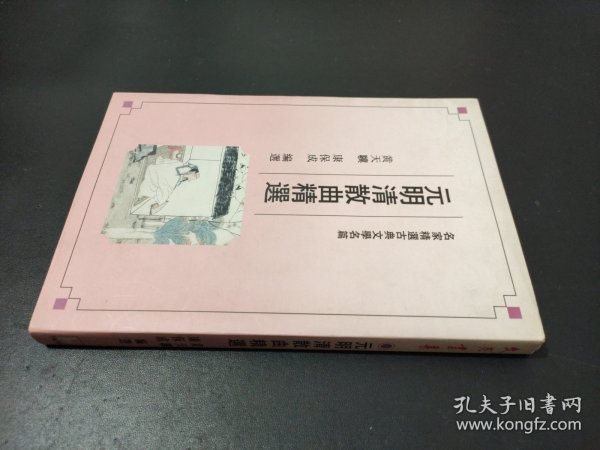 名家精選古典文學名篇
元明清散曲精選
黄天驥 康保成 編選
元明清散曲精選
孔夫子旧書网
www.kongfz.com